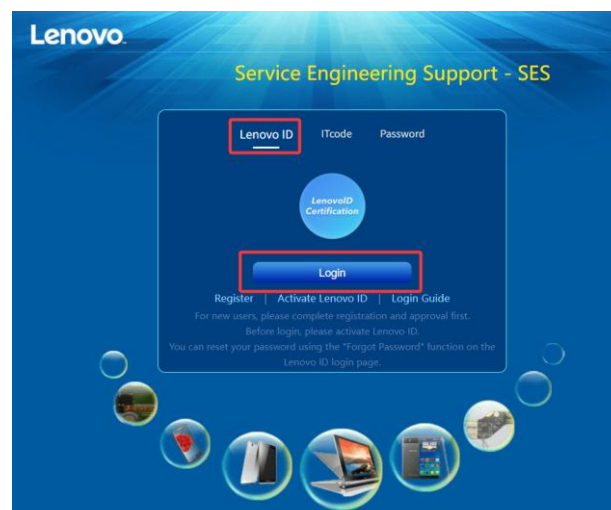 Lenovo
Service Engineering Support - SES
Lenovo ID ITcode Password
LenovoID
Certification
Login
Register | Activate Lenovo ID | Login Guide
For new users, please complete registration and approval first.
Before login, please activate Lenovo ID.
You can reset your password using the "Forgot Password" function on the
Lenovo ID login page.